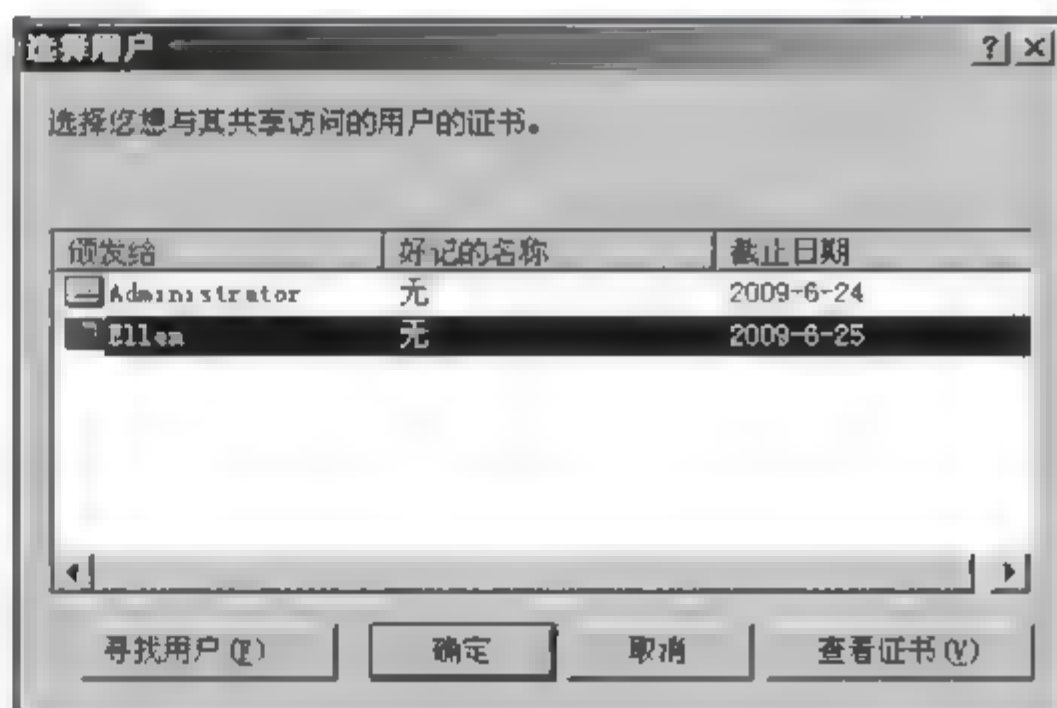 选择用户
选择您想与其共享访问的用户的证书。
颁发给 好记的名称 截止日期
Administrator 无 2009-6-24
Ellen 无 2009-6-25
寻找用户(F) 确定 取消 查看证书(V)